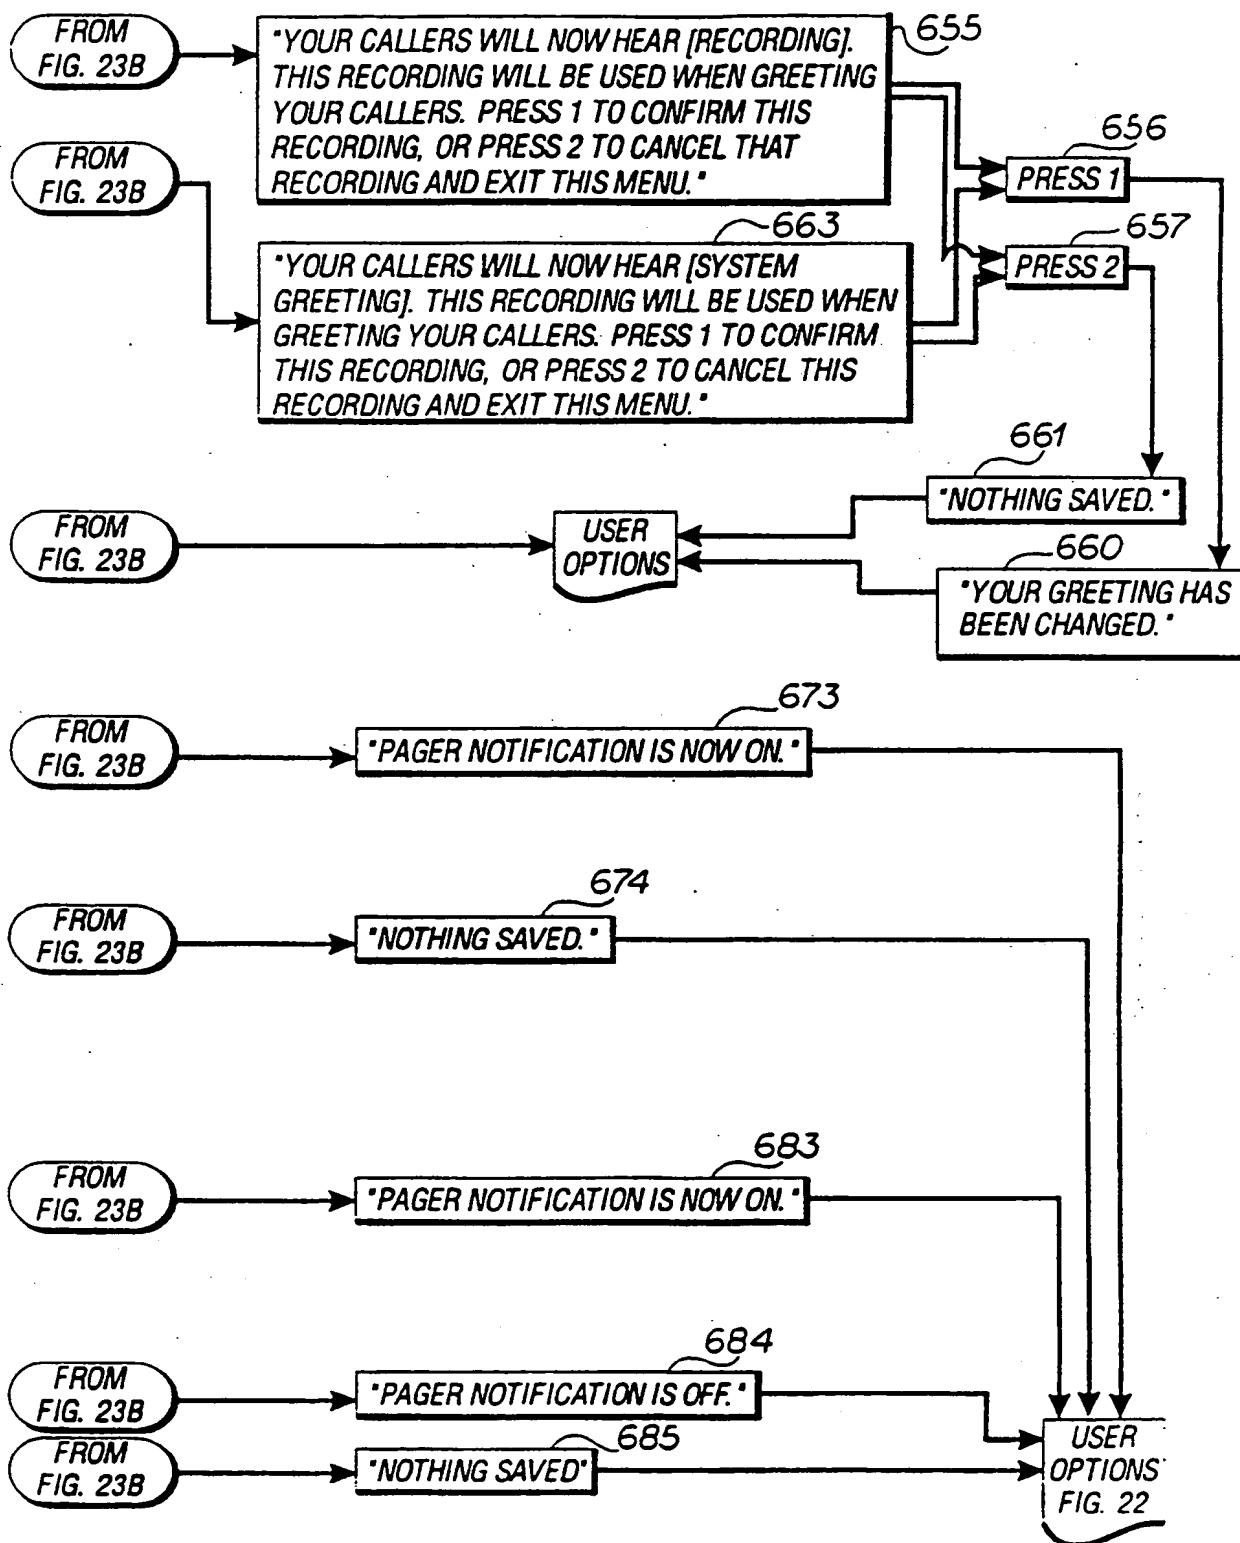 FROM
FIG. 23B
"YOUR CALLERS WILL NOW HEAR [RECORDING].
THIS RECORDING WILL BE USED WHEN GREETING
YOUR CALLERS. PRESS 1 TO CONFIRM THIS
RECORDING, OR PRESS 2 TO CANCEL THAT
RECORDING AND EXIT THIS MENU."
655
FROM
FIG. 23B
656
PRESS 1
663
"YOUR CALLERS WILL NOW HEAR [SYSTEM
GREETING]. THIS RECORDING WILL BE USED WHEN
GREETING YOUR CALLERS. PRESS 1 TO CONFIRM
THIS RECORDING, OR PRESS 2 TO CANCEL THIS
RECORDING AND EXIT THIS MENU."
657
PRESS 2
661
"NOTHING SAVED."
FROM
FIG. 23B
USER
OPTIONS
660
"YOUR GREETING HAS
BEEN CHANGED."
673
FROM
FIG. 23B
"PAGER NOTIFICATION IS NOW ON."
674
FROM
FIG. 23B
"NOTHING SAVED."
683
FROM
FIG. 23B
"PAGER NOTIFICATION IS NOW ON."
684
FROM
FIG. 23B
"PAGER NOTIFICATION IS OFF."
685
FROM
FIG. 23B
"NOTHING SAVED"
USER
OPTIONS
FIG. 22